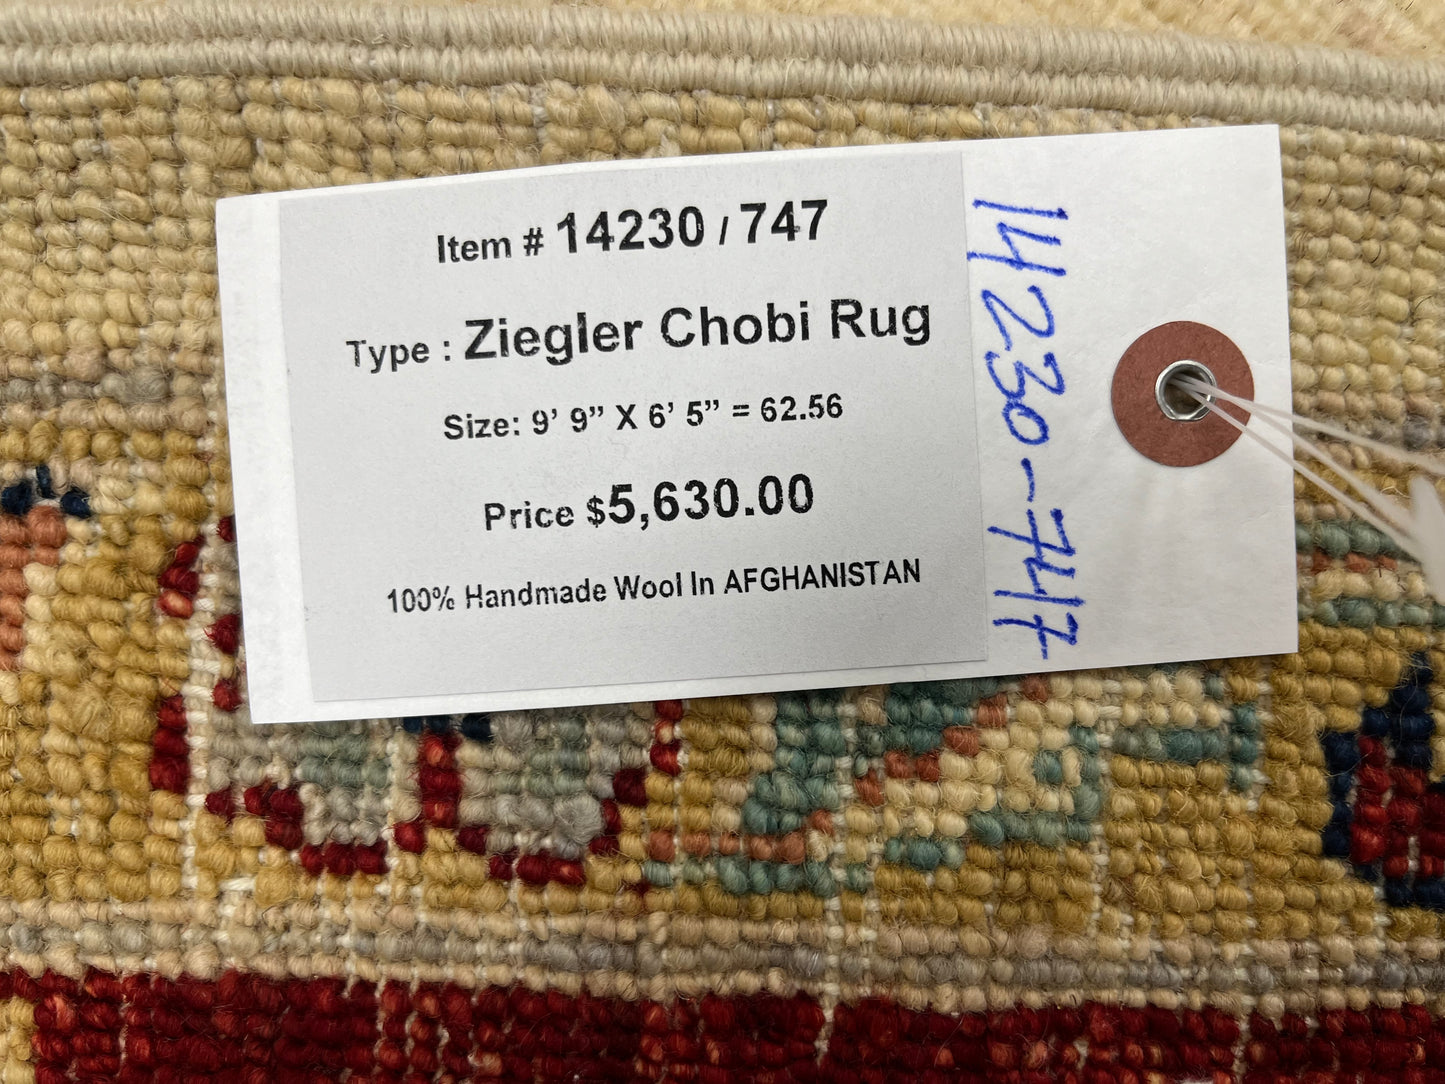 Item # 14230 / 747
Type : Ziegler Chobi Rug
Size: 9’ 9” X 6’ 5” = 62.56
Price $5,630.00
100% Handmade Wool In AFGHANISTAN
14230-747